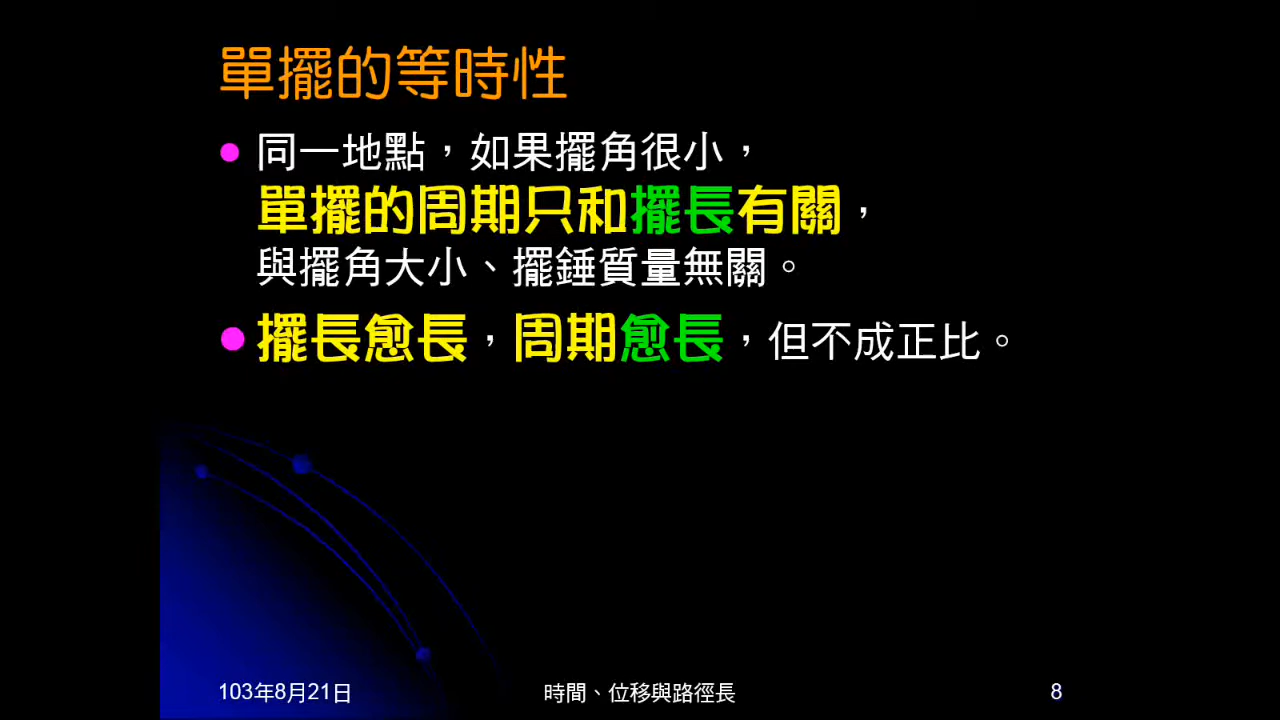 單擺的等時性
同一地點，如果擺角很小，
單擺的周期只和擺長有關，
與擺角大小、擺錘質量無關。
擺長愈長，周期愈長，但不成正比。
103年8月21日
時間、位移與路徑長
8